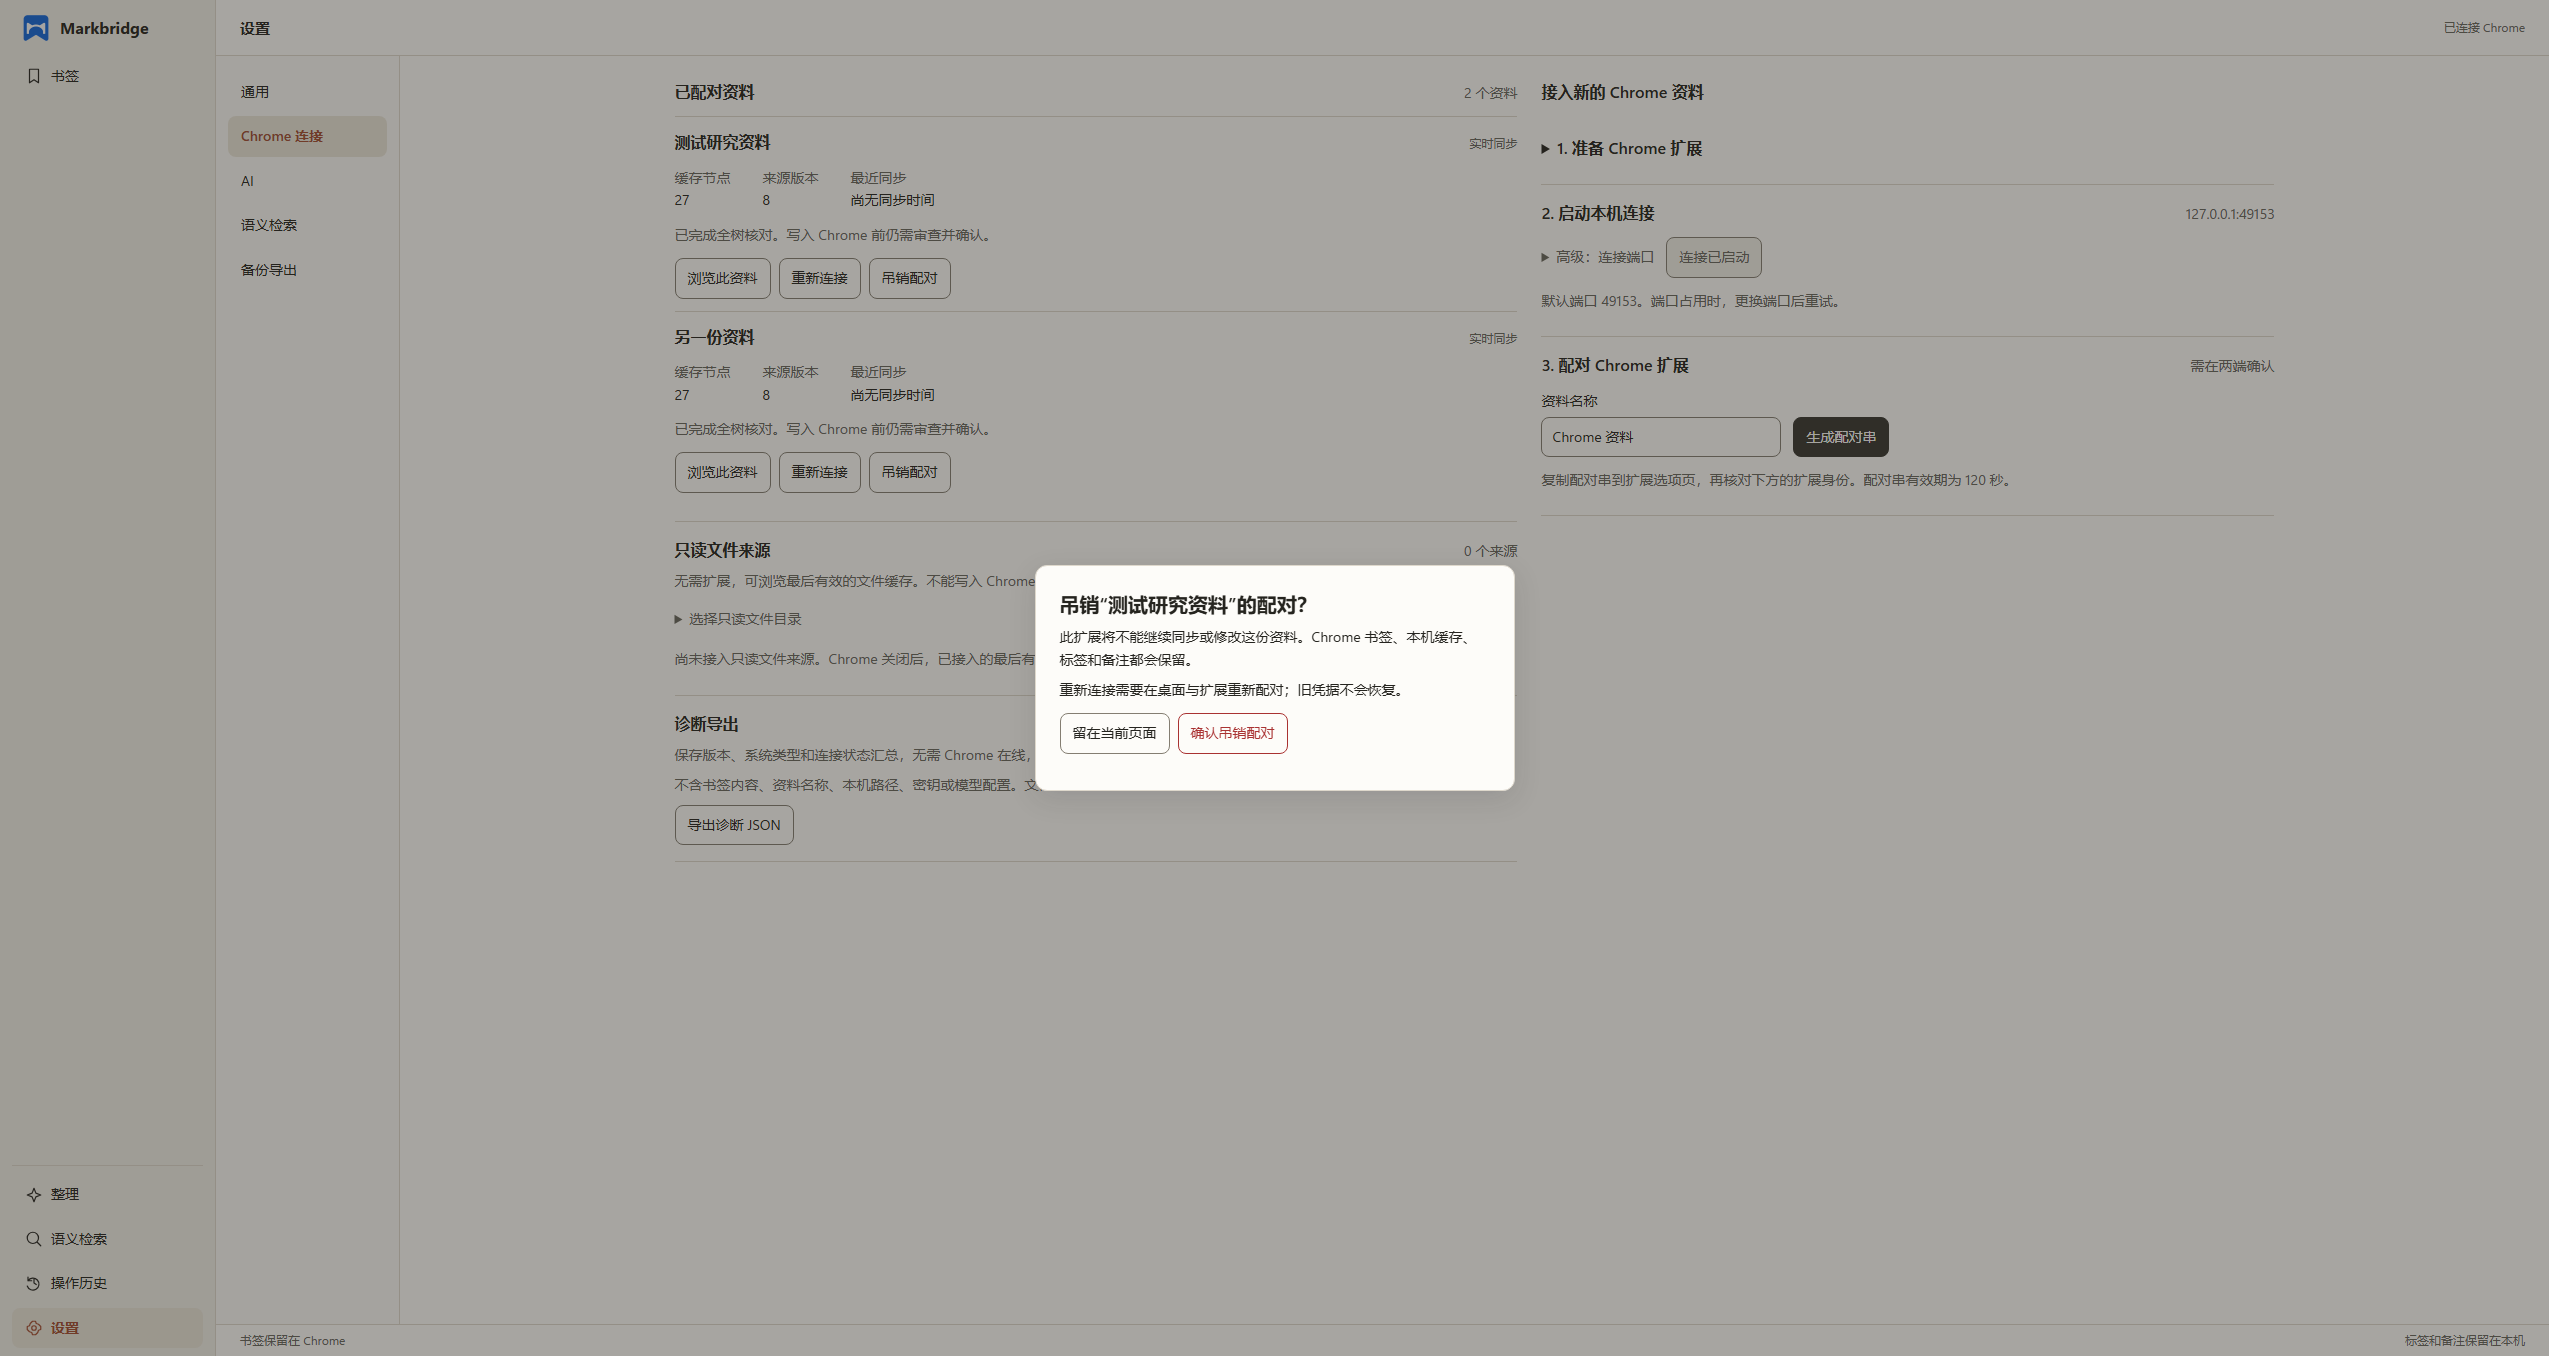 Markbridge
书签
设置
已连接 Chrome
通用
Chrome 连接
AI
语义检索
备份导出
已配对资料
2 个资料
测试研究资料
实时同步
缓存节点 来源版本 最近同步
27 8 尚无同步时间
已完成全树核对。写入 Chrome 前仍需审查并确认。
浏览此资料 重新连接 吊销配对
另一份资料
实时同步
缓存节点 来源版本 最近同步
27 8 尚无同步时间
已完成全树核对。写入 Chrome 前仍需审查并确认。
浏览此资料 重新连接 吊销配对
只读文件来源
0 个来源
无需扩展，可浏览最后有效的文件缓存。不能写入 Chrome
选择只读文件目录
尚未接入只读文件来源。Chrome 关闭后，已接入的最后有
诊断导出
保存版本、系统类型和连接状态汇总，无需 Chrome 在线，
不含书签内容、资料名称、本机路径、密钥或模型配置。文
导出诊断 JSON
接入新的 Chrome 资料
1. 准备 Chrome 扩展
2. 启动本机连接
127.0.0.1:49153
高级：连接端口 连接已启动
默认端口 49153。端口占用时，更换端口后重试。
3. 配对 Chrome 扩展
需在两端确认
资料名称
Chrome 资料 生成配对串
复制配对串到扩展选项页，再核对下方的扩展身份。配对串有效期为 120 秒。
吊销“测试研究资料”的配对？
此扩展将不能继续同步或修改这份资料。Chrome 书签、本机缓存、
标签和备注都会保留。
重新连接需要在桌面与扩展重新配对；旧凭据不会恢复。
留在当前页面 确认吊销配对
整理
语义检索
操作历史
设置
书签保留在 Chrome
标签和备注保留在本机